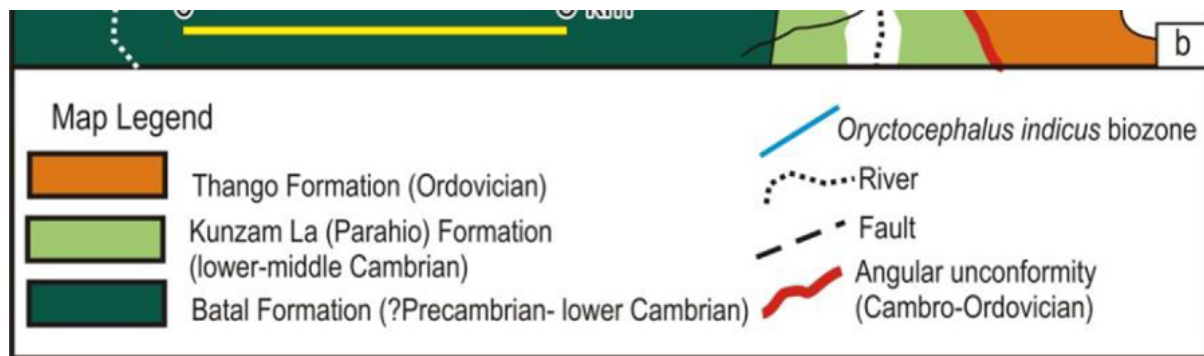 b
Map Legend
Thango Formation (Ordovician)
Kunzam La (Parahio) Formation
(lower-middle Cambrian)
Batal Formation (?Precambrian- lower Cambrian)
Oryctocephalus indicus biozone
River
Fault
Angular unconformity
(Cambro-Ordovician)